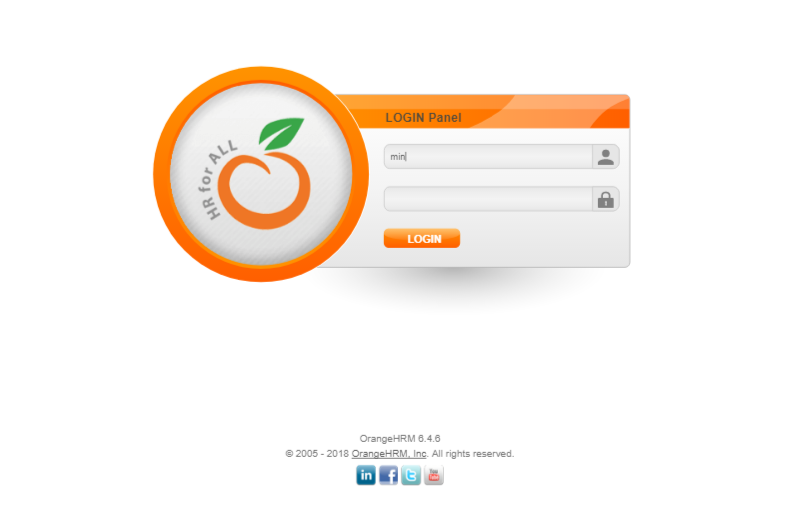 HR for ALL
LOGIN Panel
min
LOGIN
OrangeHRM 6.4.6
© 2005 - 2018 OrangeHRM, Inc. All rights reserved.
in f t You Tube